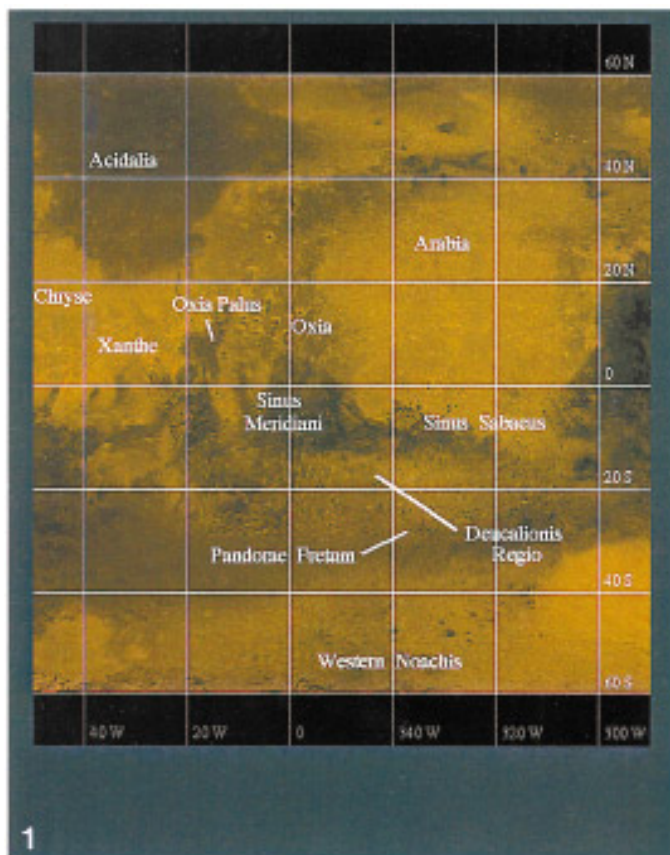 60 N
Acidalia
40 N
Arabia
20 N
Chryse
Oxia Palus
Oxia
Xanthe
0
Sinus
Meridiani
Sinus Sabaeus
20 S
Deucalionis
Regio
Pandorae Fretam
40 S
Western Noachis
60 S
40 W 20 W 0 340 W 320 W 300 W
1